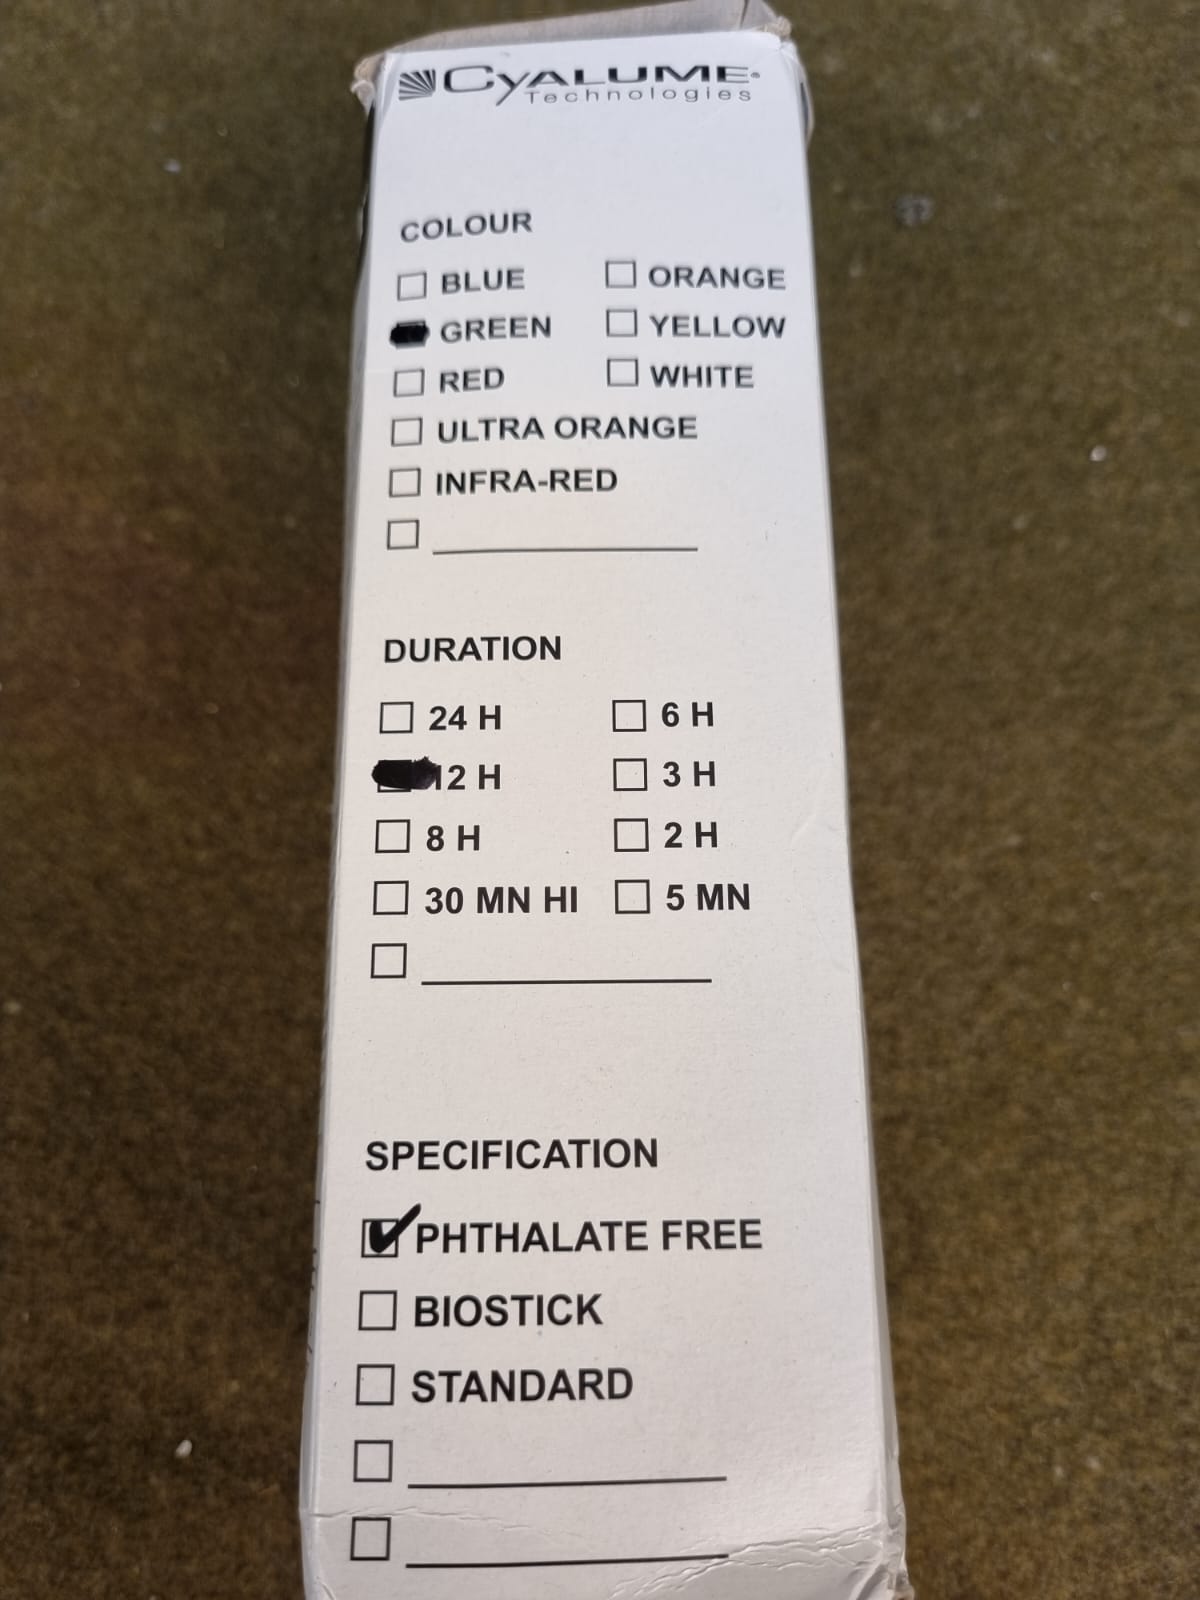 CYALUME®
Technologies
COLOUR
BLUE ORANGE
GREEN YELLOW
RED WHITE
ULTRA ORANGE
INFRA-RED
DURATION
24 H 6 H
12 H 3 H
8 H 2 H
30 MN HI 5 MN
SPECIFICATION
PHTHALATE FREE
BIOSTICK
STANDARD